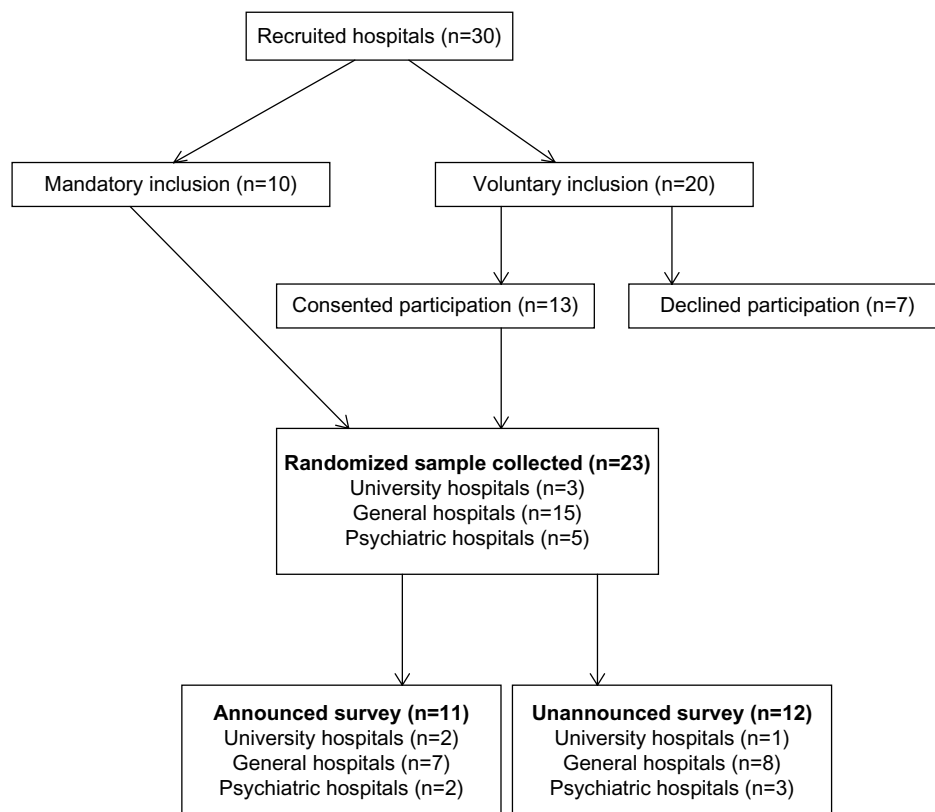 Recruited hospitals (n=30)
Mandatory inclusion (n=10)
Voluntary inclusion (n=20)
Consented participation (n=13)
Declined participation (n=7)
Randomized sample collected (n=23)
University hospitals (n=3)
General hospitals (n=15)
Psychiatric hospitals (n=5)
Announced survey (n=11)
University hospitals (n=2)
General hospitals (n=7)
Psychiatric hospitals (n=2)
Unannounced survey (n=12)
University hospitals (n=1)
General hospitals (n=8)
Psychiatric hospitals (n=3)